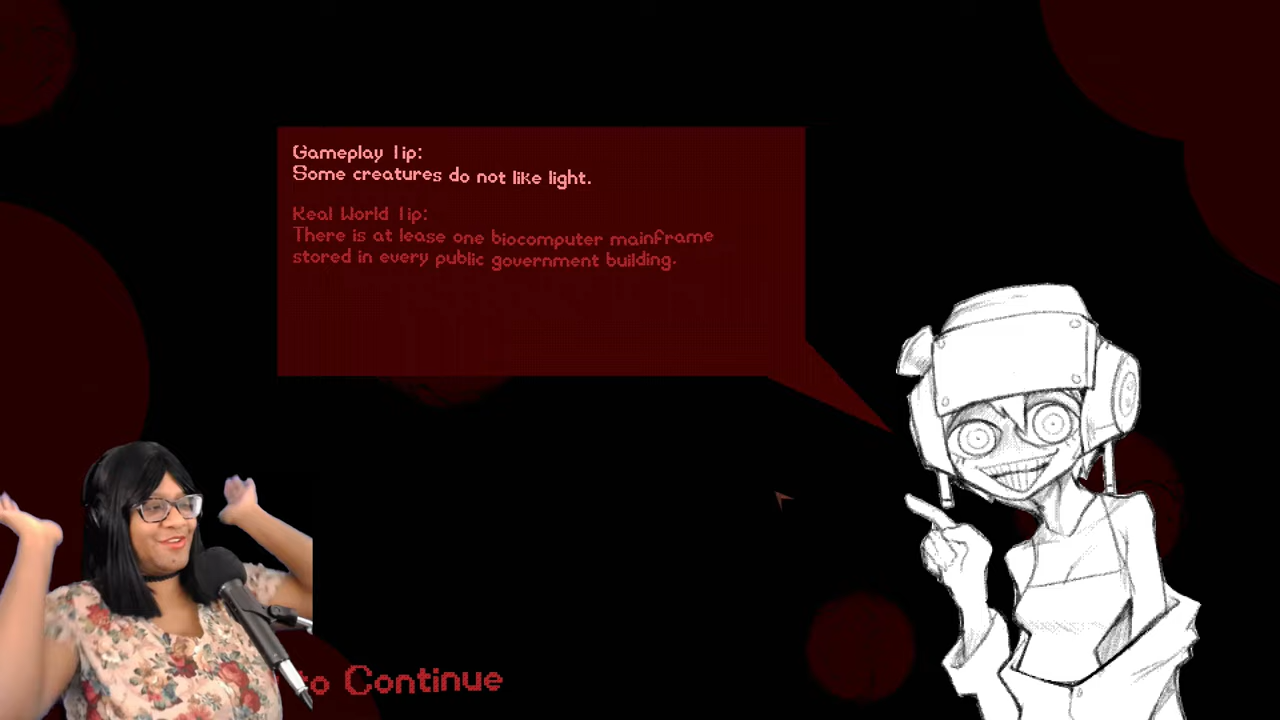 Gameplay Tip:
Some creatures do not like light.
Real World Tip:
There is at lease one biocomputer mainframe
stored in every public government building.
to Continue